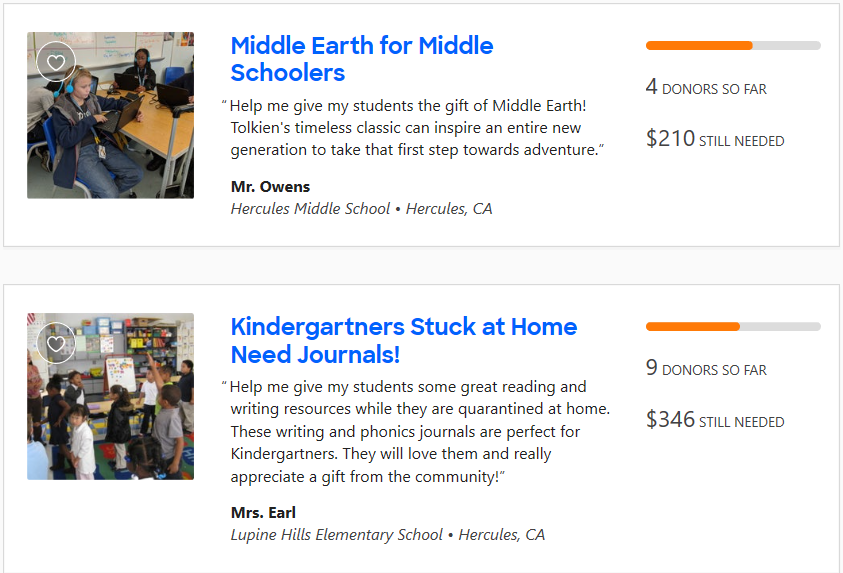 Middle Earth for Middle
Schoolers
“Help me give my students the gift of Middle Earth!
Tolkien's timeless classic can inspire an entire new
generation to take that first step towards adventure.”
Mr. Owens
Hercules Middle School • Hercules, CA
4 DONORS SO FAR
$210 STILL NEEDED
Kindergartners Stuck at Home
Need Journals!
“Help me give my students some great reading and
writing resources while they are quarantined at home.
These writing and phonics journals are perfect for
Kindergartners. They will love them and really
appreciate a gift from the community!”
Mrs. Earl
Lupine Hills Elementary School • Hercules, CA
9 DONORS SO FAR
$346 STILL NEEDED